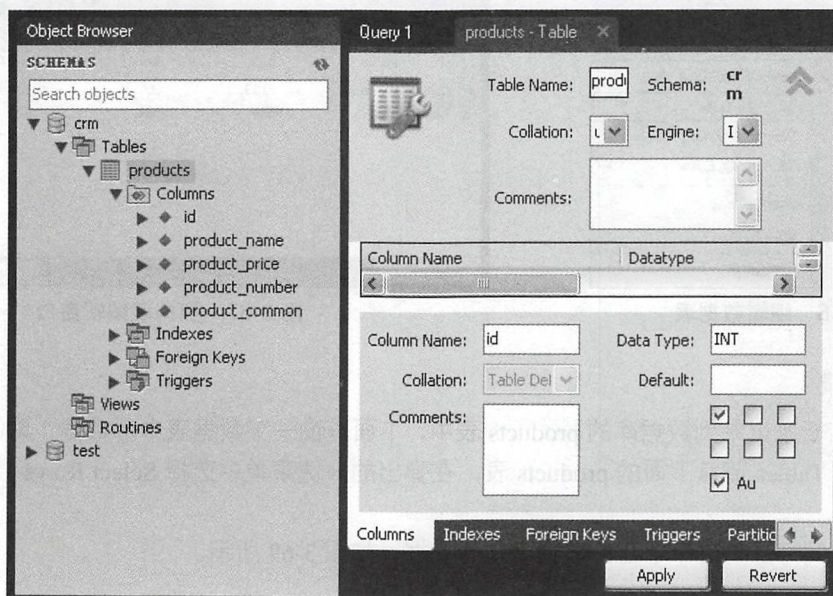 Object Browser
SCHEMAS
Search objects
crm
Tables
products
Columns
id
product_name
product_price
product_number
product_common
Indexes
Foreign Keys
Triggers
Views
Routines
test
Query 1
products - Table
Table Name: produ Schema: cr
m
Collation: Engine: I
Comments:
Column Name Datatype
Column Name: id Data Type: INT
Collation: Table Def Default:
Comments:
Au
Columns Indexes Foreign Keys Triggers Partitic
Apply Revert